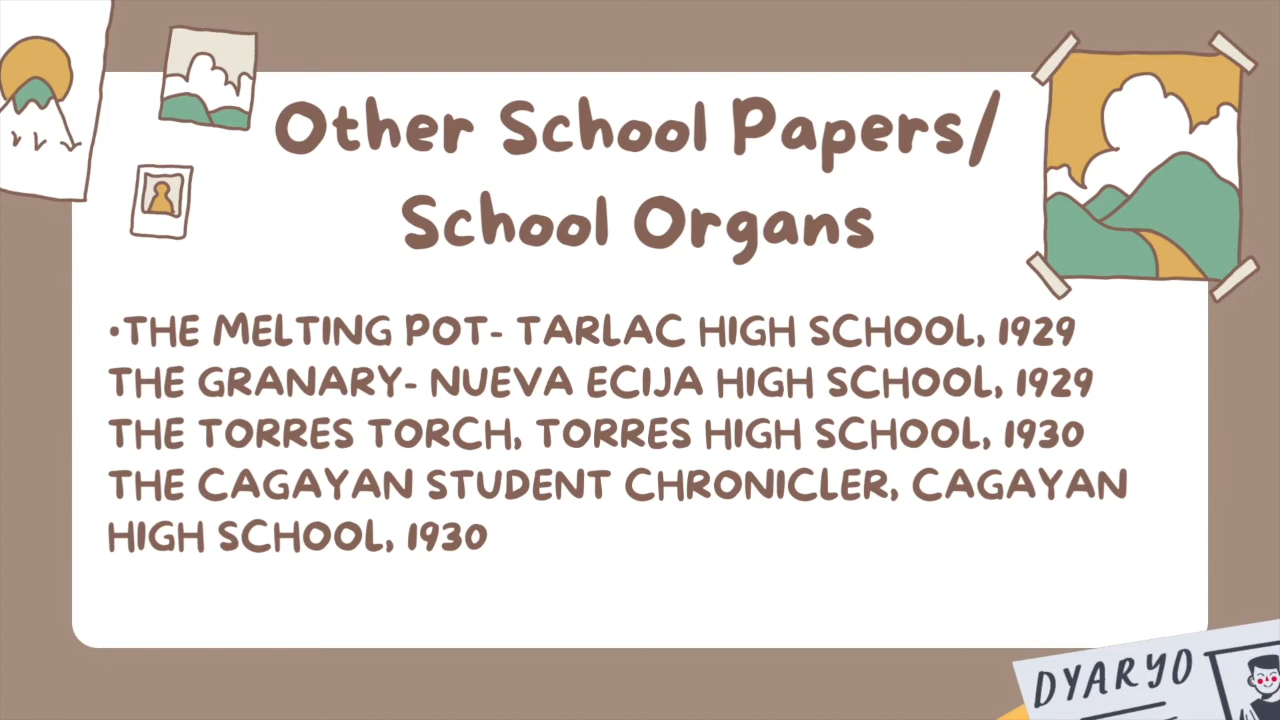 Other School Papers/
School Organs
•THE MELTING POT- TARLAC HIGH SCHOOL, 1929
THE GRANARY- NUEVA ECIJA HIGH SCHOOL, 1929
THE TORRES TORCH, TORRES HIGH SCHOOL, 1930
THE CAGAYAN STUDENT CHRONICLER, CAGAYAN
HIGH SCHOOL, 1930
DYARYO